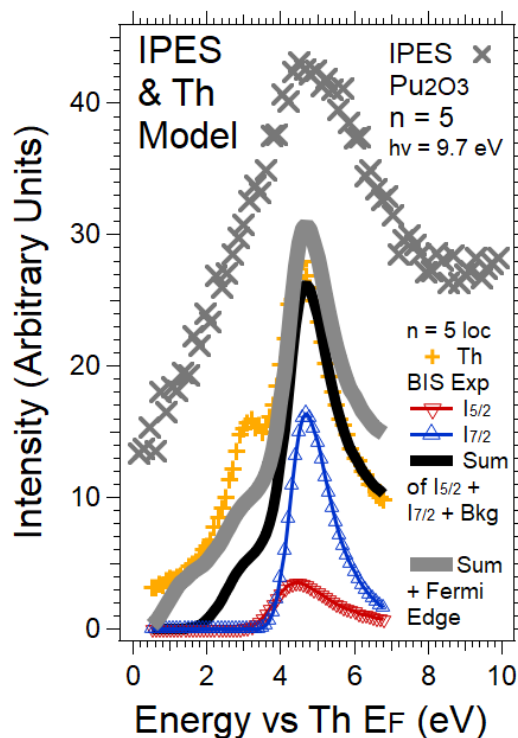 IPES
& Th
Model
IPES
Pu2O3
n = 5
hv = 9.7 eV
n = 5 loc
Th
BIS Exp
I5/2
I7/2
Sum
of I5/2 +
I7/2 + Bkg
Sum
+ Fermi
Edge
40
30
20
10
0
Intensity (Arbitrary Units)
0 2 4 6 8 10
Energy vs Th EF (eV)